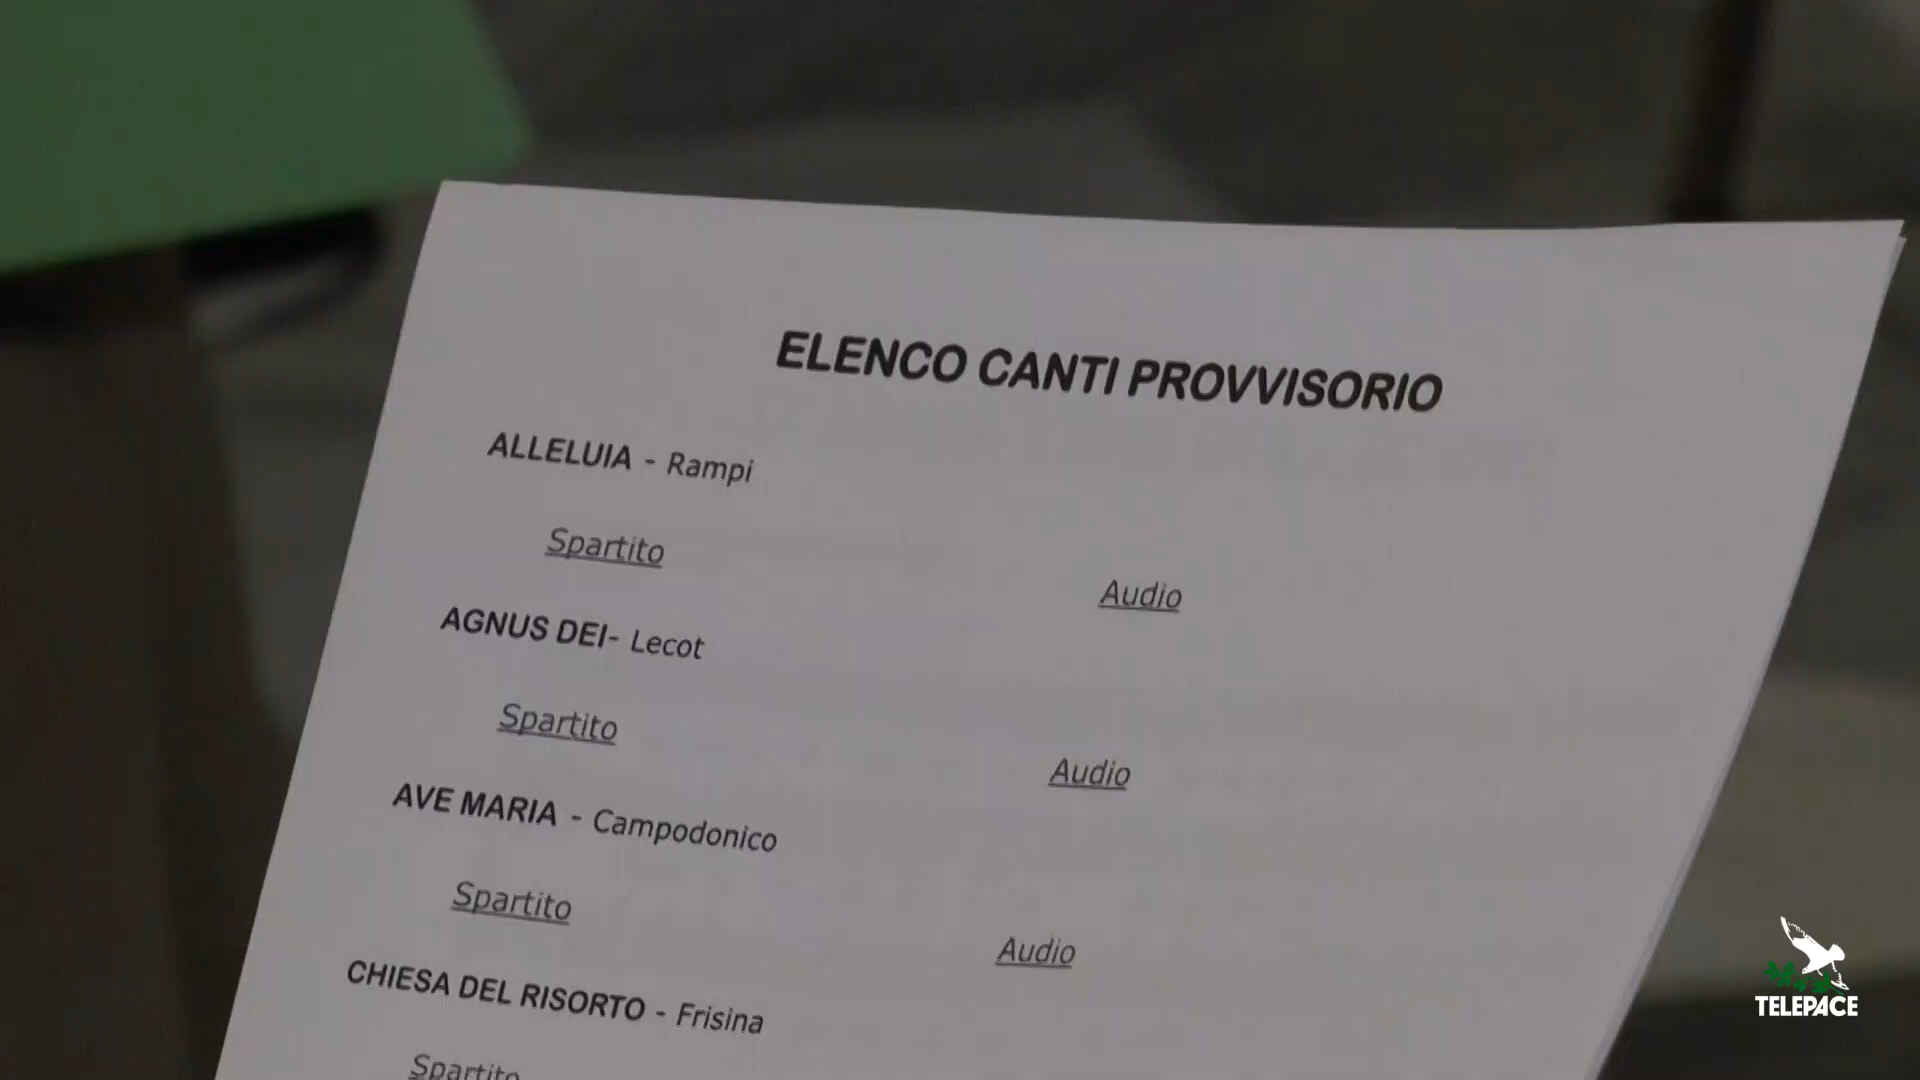 ELENCO CANTI PROVVISORIO
ALLELUIA - Rampi
Spartito
Audio
AGNUS DEI- Lecot
Spartito
Audio
AVE MARIA - Campodonico
Spartito
Audio
CHIESA DEL RISORTO - Frisina
Spartito
TELEPACE